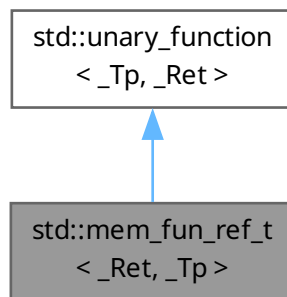 std::unary_function
< _Tp, _Ret >
std::mem_fun_ref_t
< _Ret, _Tp >